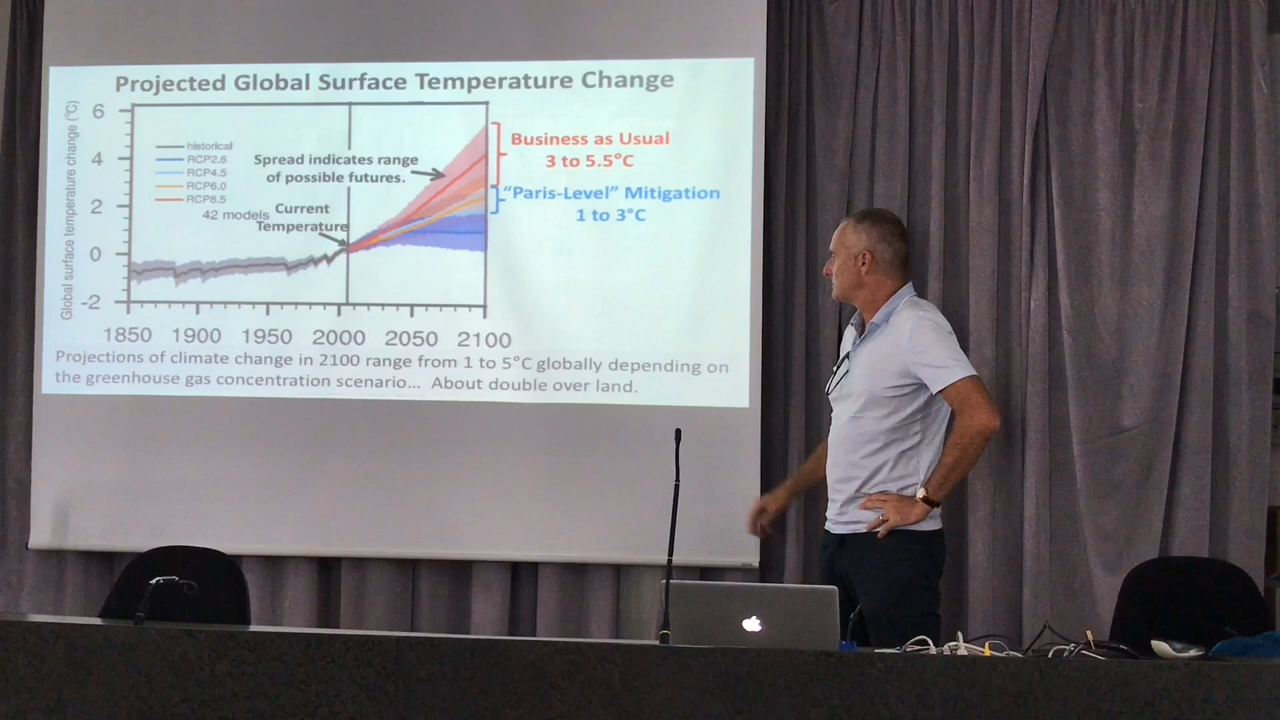 Projected Global Surface Temperature Change
Global surface temperature change (°C)
6
4
2
0
-2
historical
RCP2.6
RCP4.5
RCP6.0
RCP8.5
42 models
Spread indicates range
of possible futures.
Current
Temperature
Business as Usual
3 to 5.5°C
“Paris-Level” Mitigation
1 to 3°C
1850 1900 1950 2000 2050 2100
Projections of climate change in 2100 range from 1 to 5°C globally depending on
the greenhouse gas concentration scenario... About double over land.